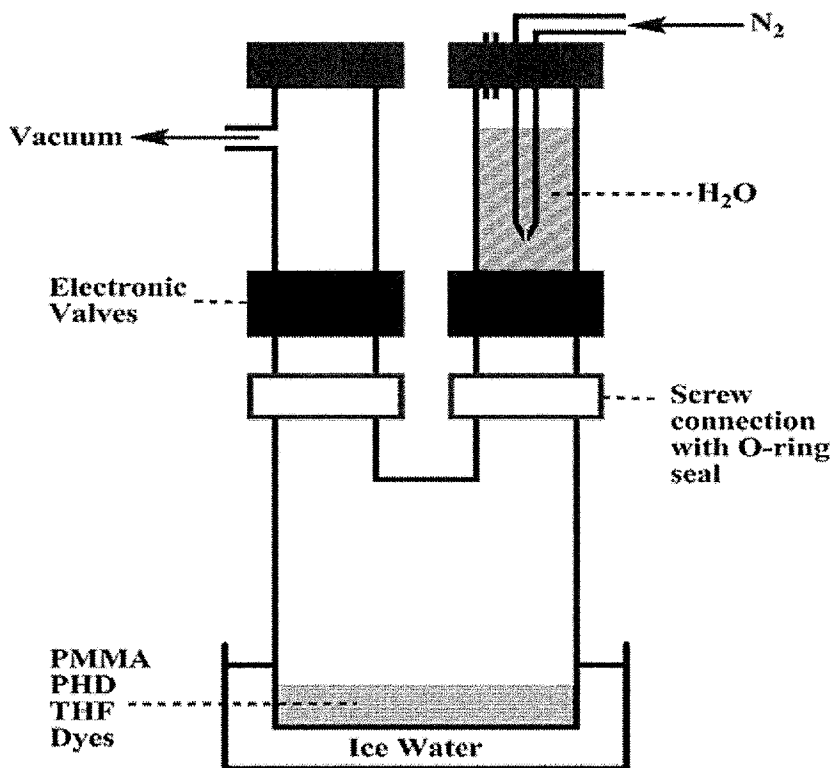 N₂
Vacuum
H₂O
Electronic
Valves
Screw
connection
with O-ring
seal
PMMA
PHD
THF
Dyes
Ice Water